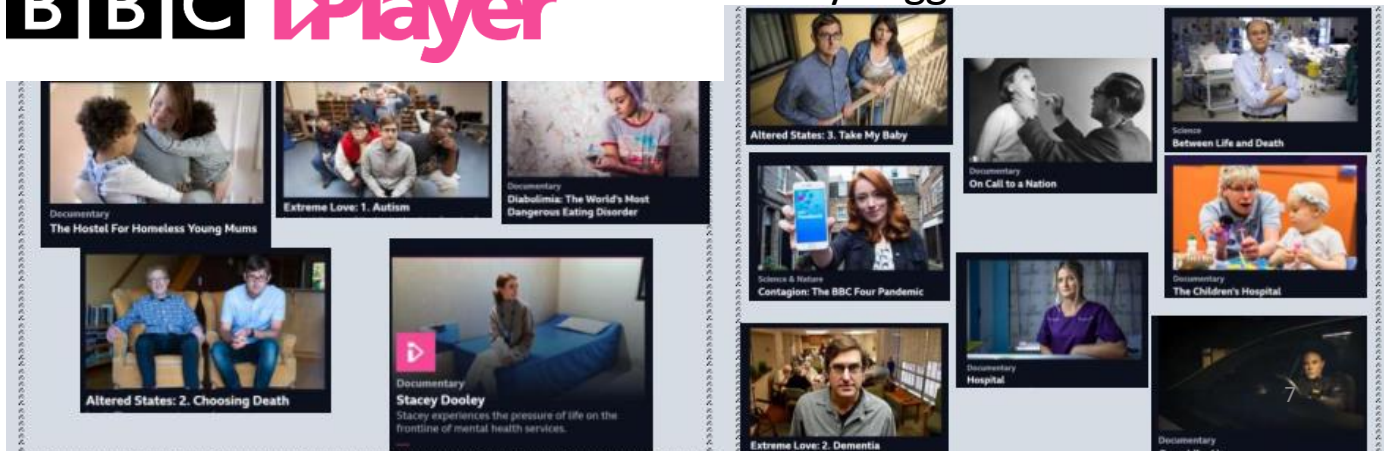 BBC iPlayer
Documentary
The Hostel For Homeless Young Mums
Extreme Love: 1. Autism
Documentary
Diabulimia: The World's Most
Dangerous Eating Disorder
Altered States: 2. Choosing Death
Documentary
Stacey Dooley
Stacey experiences the pressure of life on the
frontline of mental health services.
Altered States: 3. Take My Baby
Documentary
On Call to a Nation
Science
Between Life and Death
Science & Nature
Contagion: The BBC Four Pandemic
Documentary
The Children's Hospital
Documentary
Hospital
Extreme Love: 2. Dementia
7
Documentary